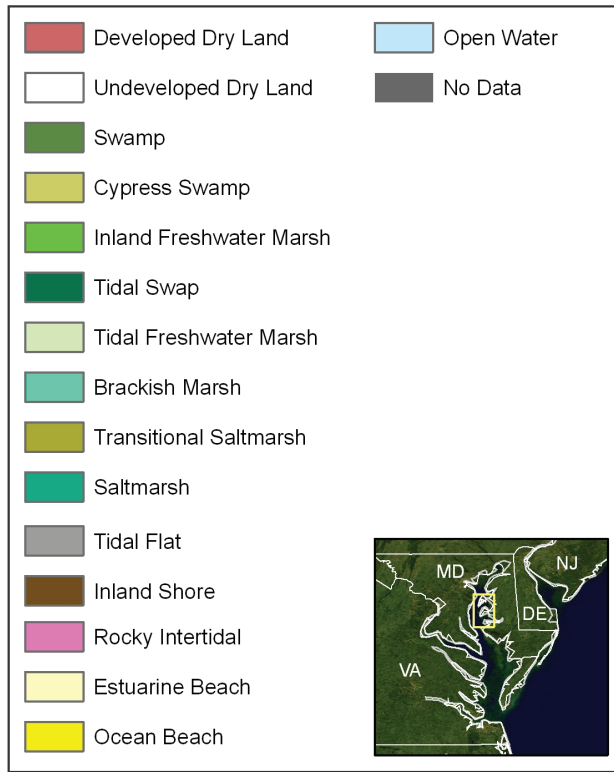 Developed Dry Land
Undeveloped Dry Land
Swamp
Cypress Swamp
Inland Freshwater Marsh
Tidal Swap
Tidal Freshwater Marsh
Brackish Marsh
Transitional Saltmarsh
Saltmarsh
Tidal Flat
Inland Shore
Rocky Intertidal
Estuarine Beach
Ocean Beach
Open Water
No Data
MD
NJ
DE
VA